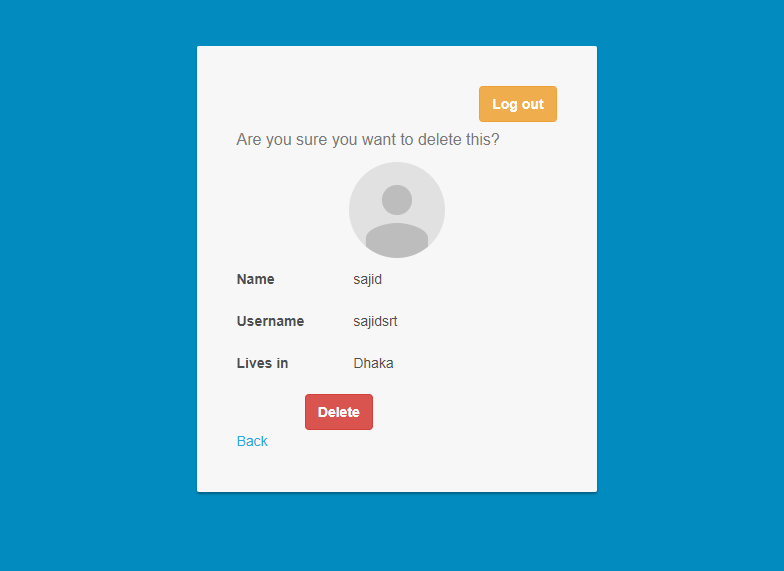 Log out
Are you sure you want to delete this?
Name sajid
Username sajidsrt
Lives in Dhaka
Delete
Back